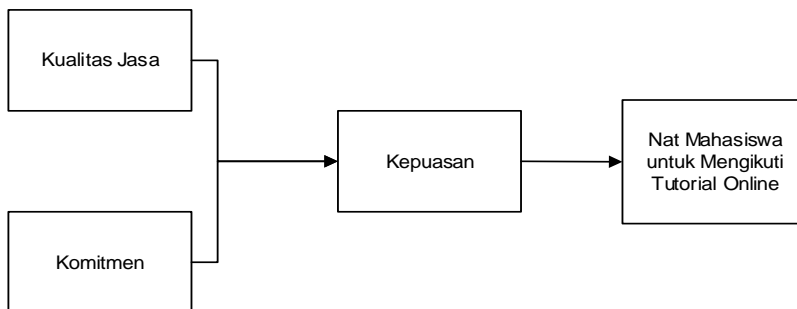 Kualitas Jasa
Kepuasan
Nat Mahasiswa
untuk Mengikuti
Tutorial Online
Komitmen